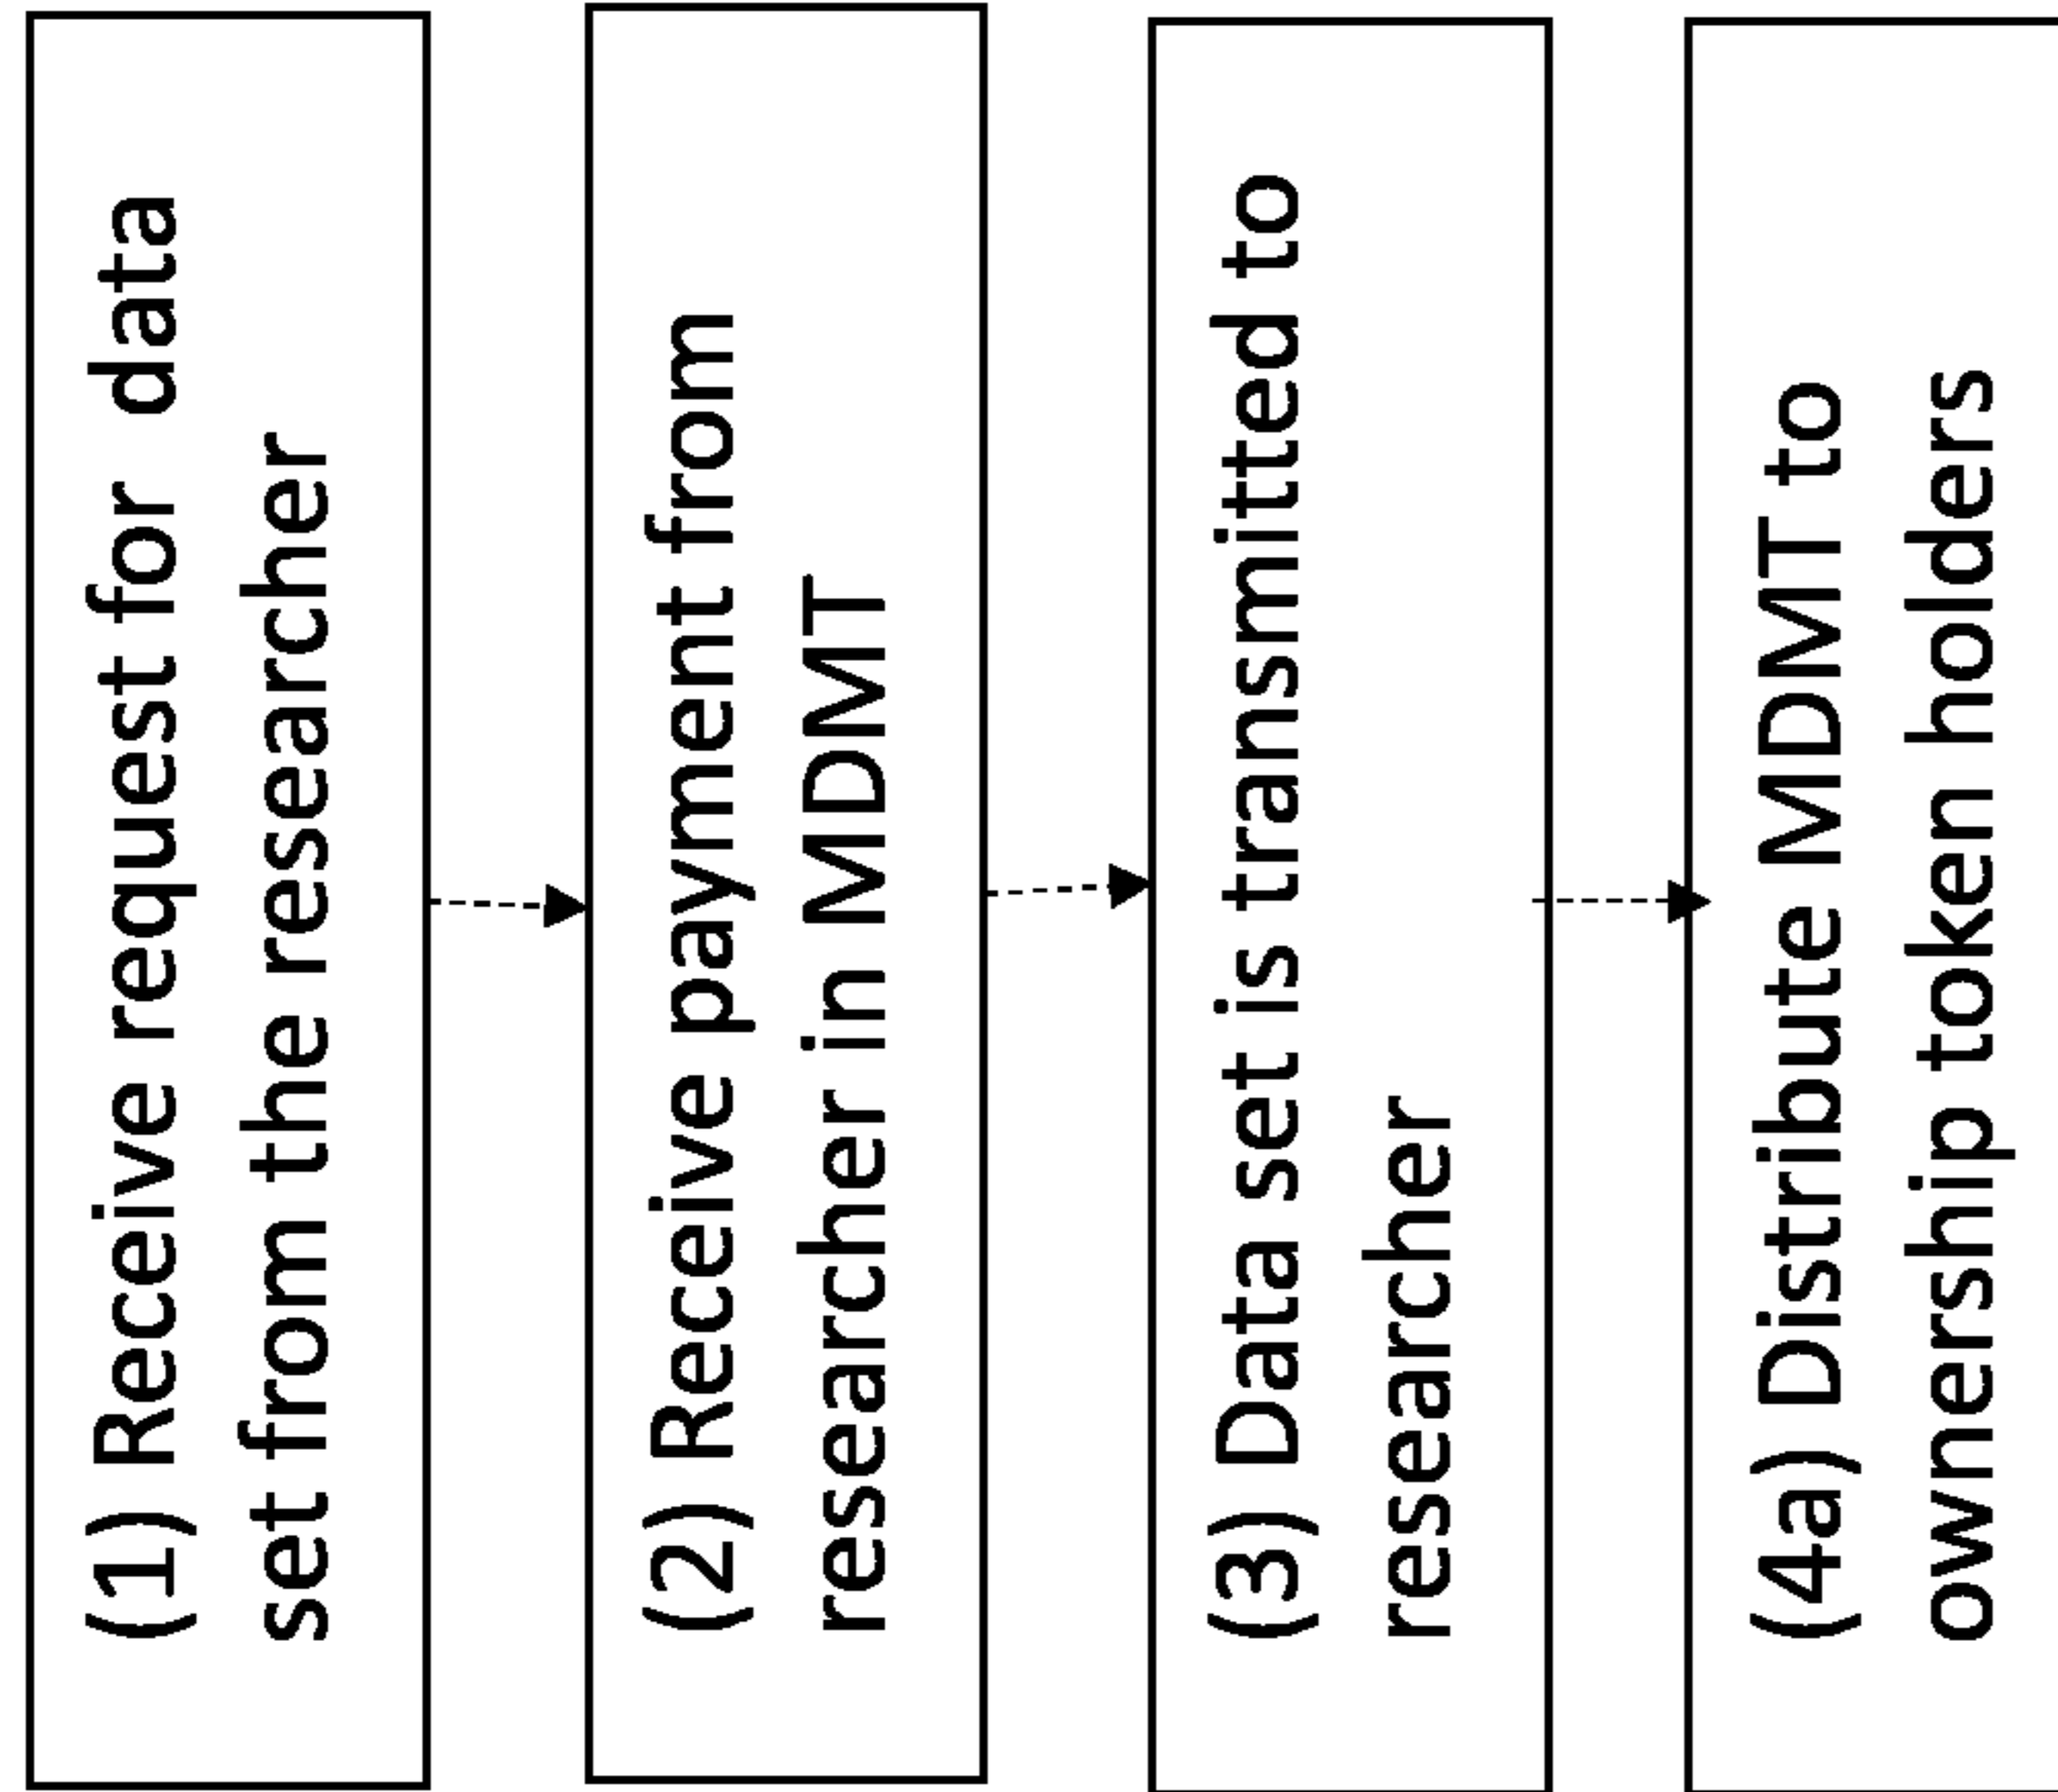 (1) Receive request for data
set from the researcher
(2) Receive payment from
researcher in MDMT
(3) Data set is transmitted to
researcher
(4a) Distribute MDMT to
ownership token holders